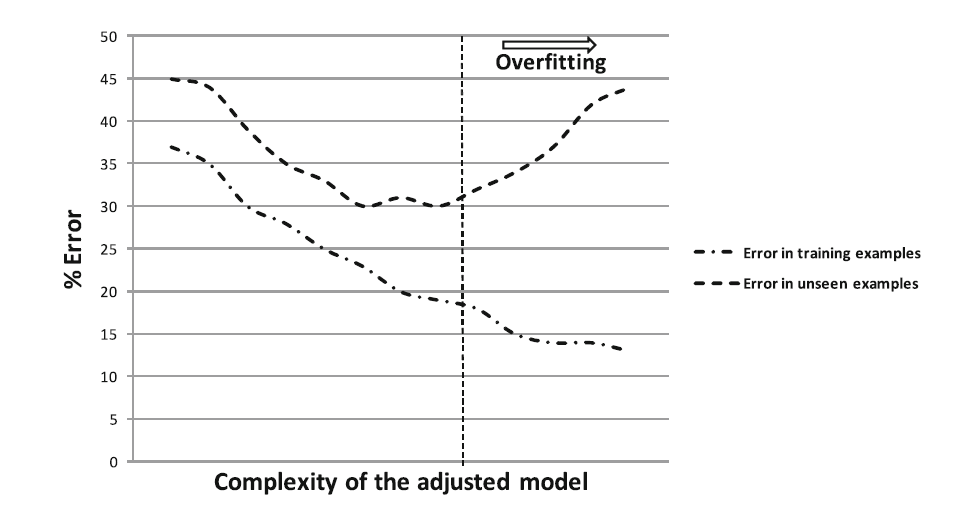 50
45
40
35
30
25
20
15
10
5
0
% Error
Overfitting
Complexity of the adjusted model
Error in training examples
Error in unseen examples